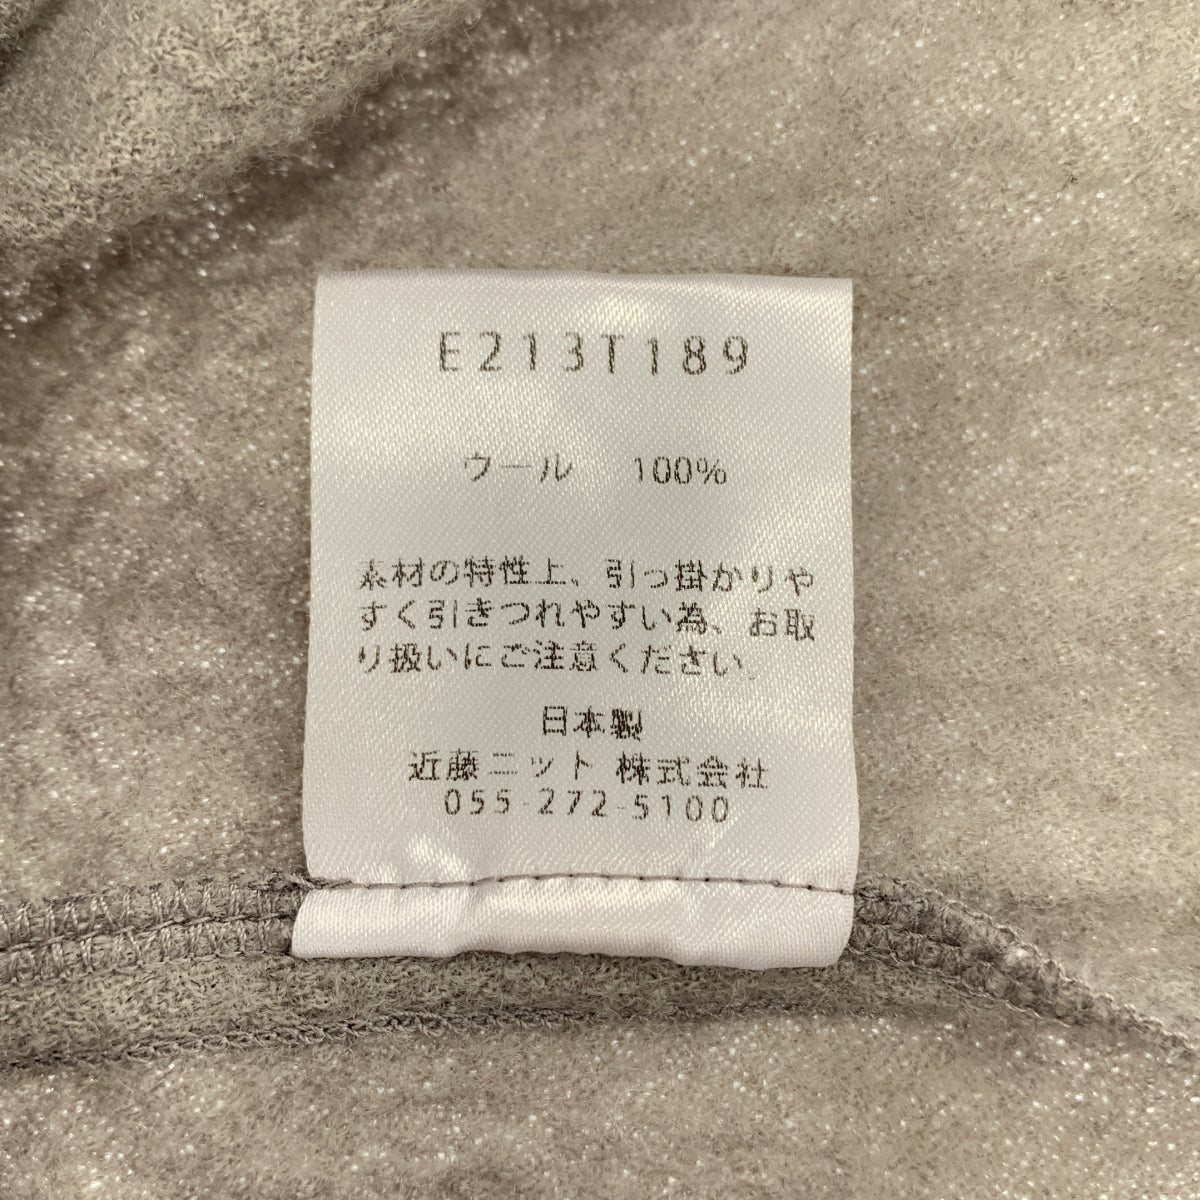 E213T189
ウール 100%
素材の特性上、引っ掛かりや
すく引きつれやすい為、お取
り扱いにご注意ください。
日本製
近藤ニット 株式会社
055-272-5100